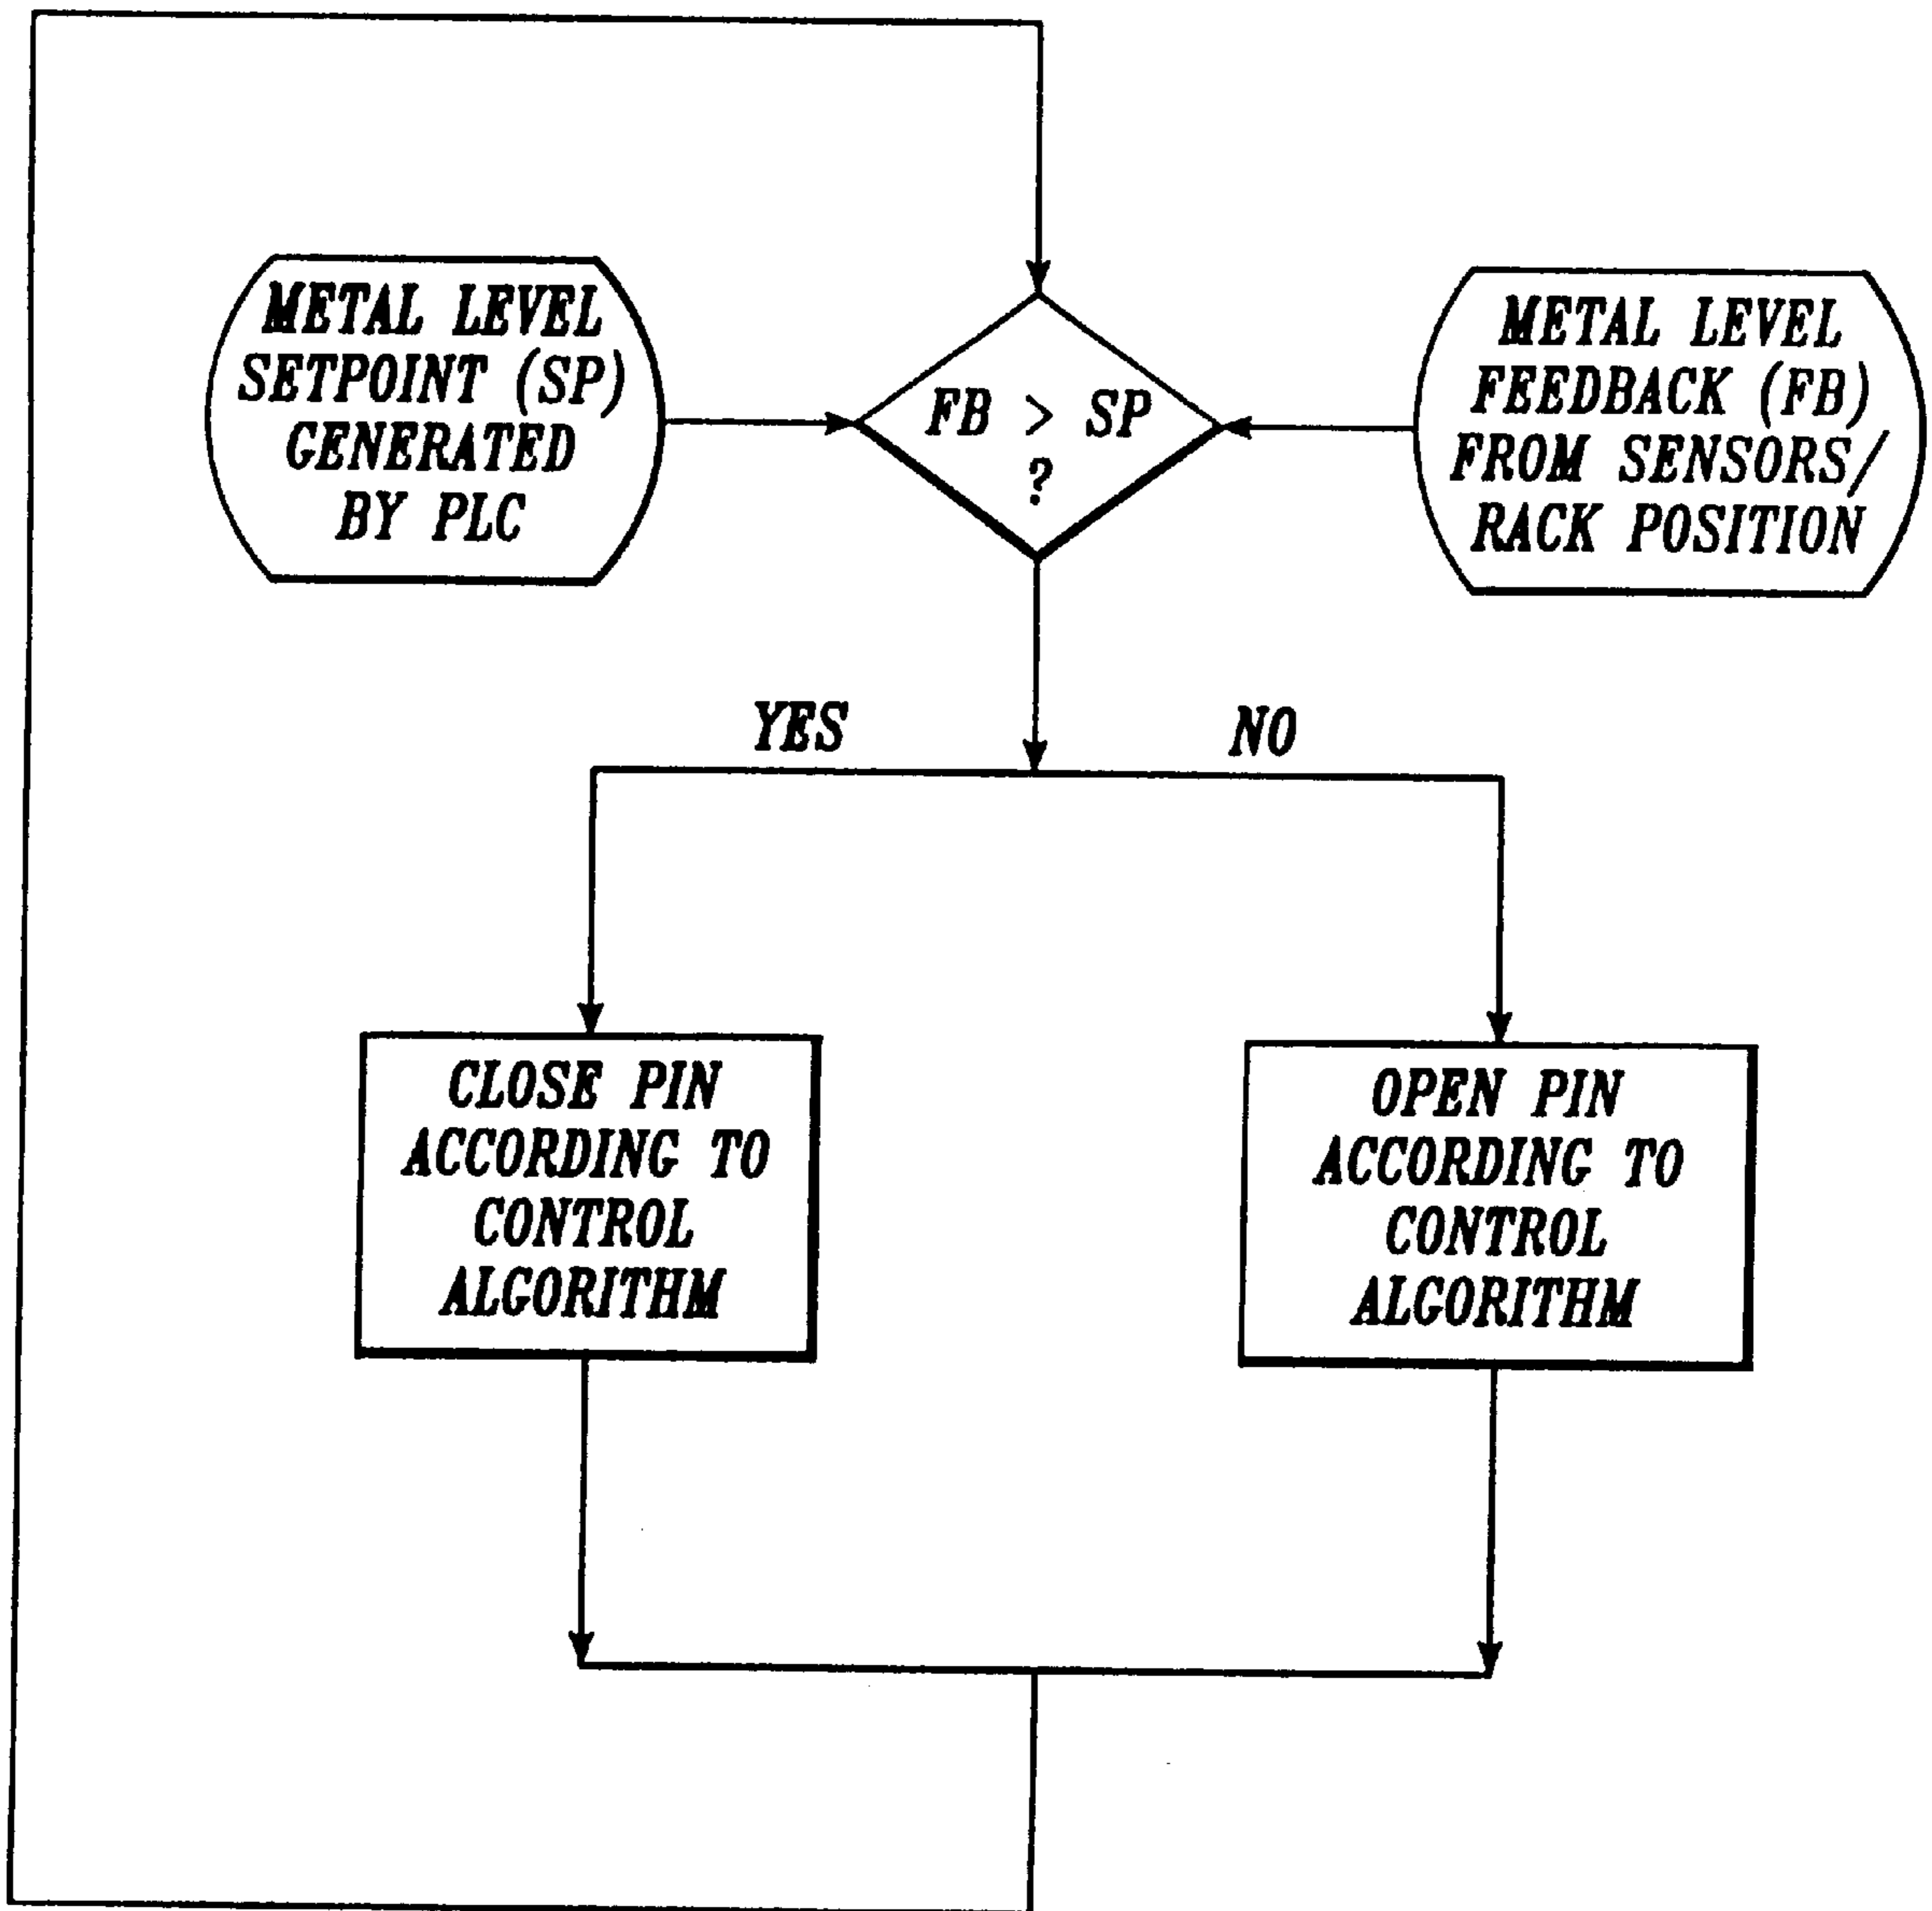 METAL LEVEL
SETPOINT (SP)
GENERATED
BY PLC
FB > SP
?
METAL LEVEL
FEEDBACK (FB)
FROM SENSORS/
RACK POSITION
YES
NO
CLOSE PIN
ACCORDING TO
CONTROL
ALGORITHM
OPEN PIN
ACCORDING TO
CONTROL
ALGORITHM